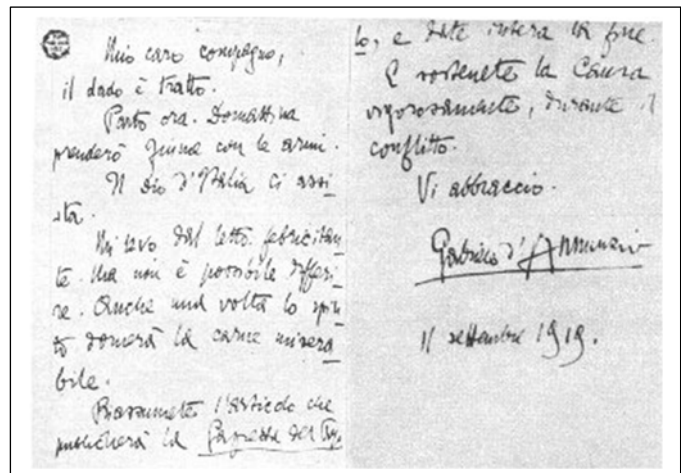 Mio caro compagno,
il dado è tratto.
Parto ora. Domattina
prenderò Fiume con le armi.
Il Dio d'Italia ci assi-
sta.
Mi levo dal letto febricitan-
te. Ma non è possibile differi-
re. Anche una volta lo spiri-
to domerà la carne misera-
bile.
Riassumete l'articolo che
pubblicherà la Gazzetta del Popo-
lo, e date intera la fine.
E sostenete la Causa
vigorosamente, durante il
conflitto.
Vi abbraccio.
Gabriele d'Annunzio
11 settembre 1919.